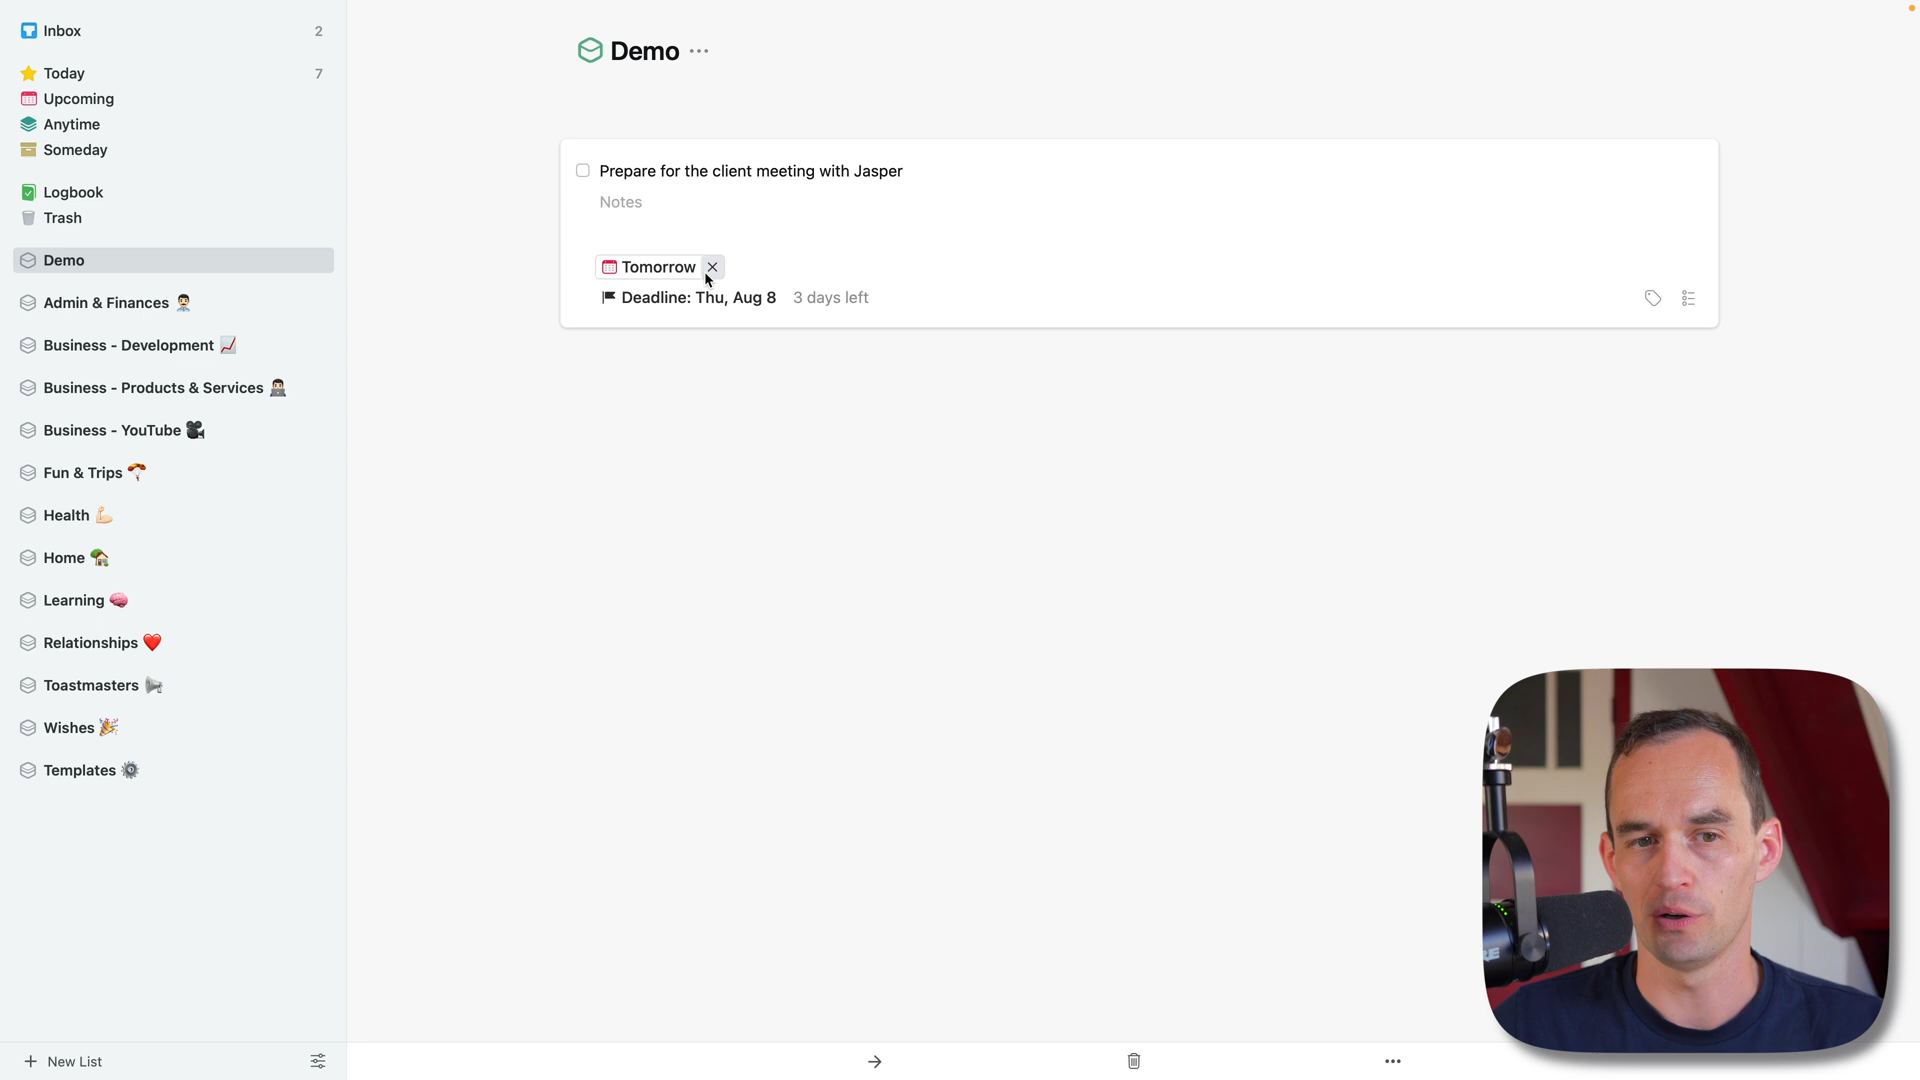 Inbox 2
Today 7
Upcoming
Anytime
Someday
Logbook
Trash
Demo
Admin & Finances
Business - Development
Business - Products & Services
Business - YouTube
Fun & Trips
Health
Home
Learning
Relationships
Toastmasters
Wishes
Templates
New List
Demo
Prepare for the client meeting with Jasper
Notes
Tomorrow
Deadline: Thu, Aug 8 3 days left